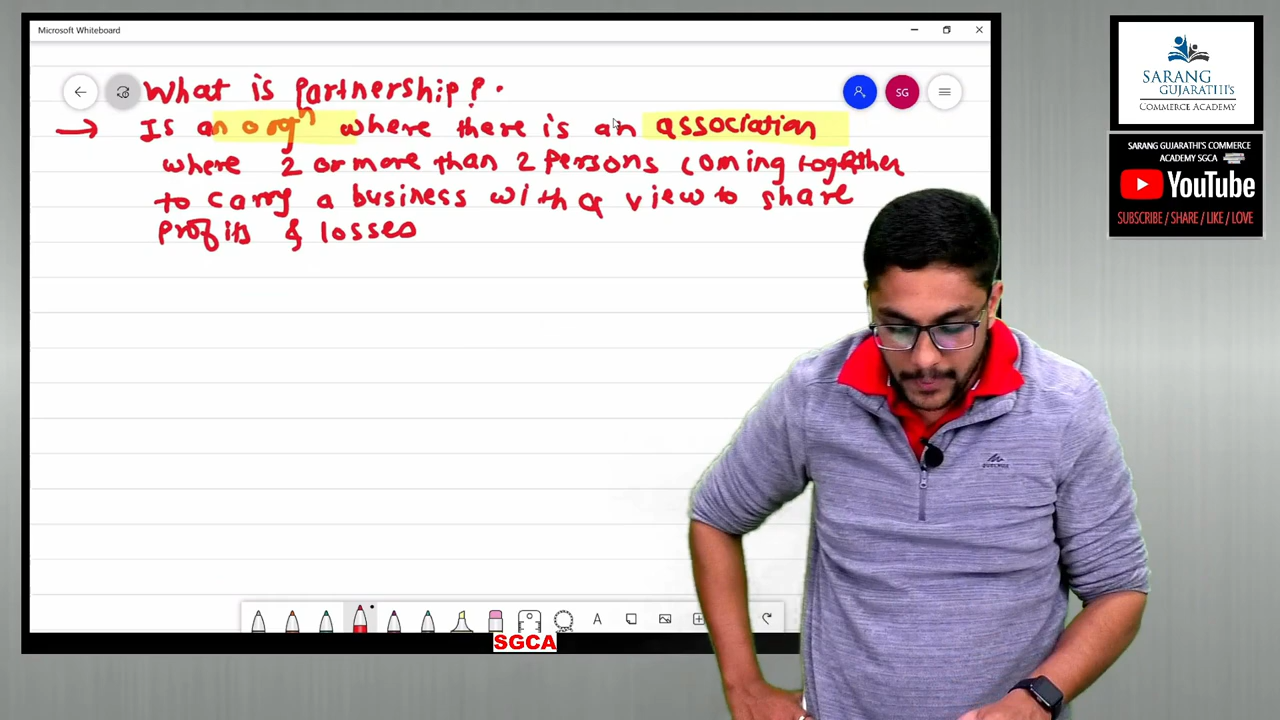 Microsoft Whiteboard
What is Partnership?.
SG
→ Is an orgn where there is an association
where 2 or more than 2 Persons coming together
to carry a business with a view to share
Profits & losses
A
SGCA
SARANG
GUJARATHI'S
COMMERCE ACADEMY
SARANG GUJARATHI'S COMMERCE
ACADEMY SGCA
YouTube
SUBSCRIBE / SHARE / LIKE / LOVE